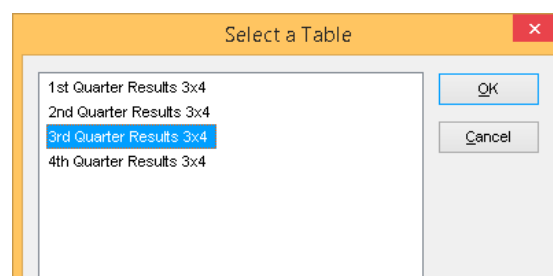 Select a Table
1st Quarter Results 3x4
2nd Quarter Results 3x4
3rd Quarter Results 3x4
4th Quarter Results 3x4
OK
Cancel